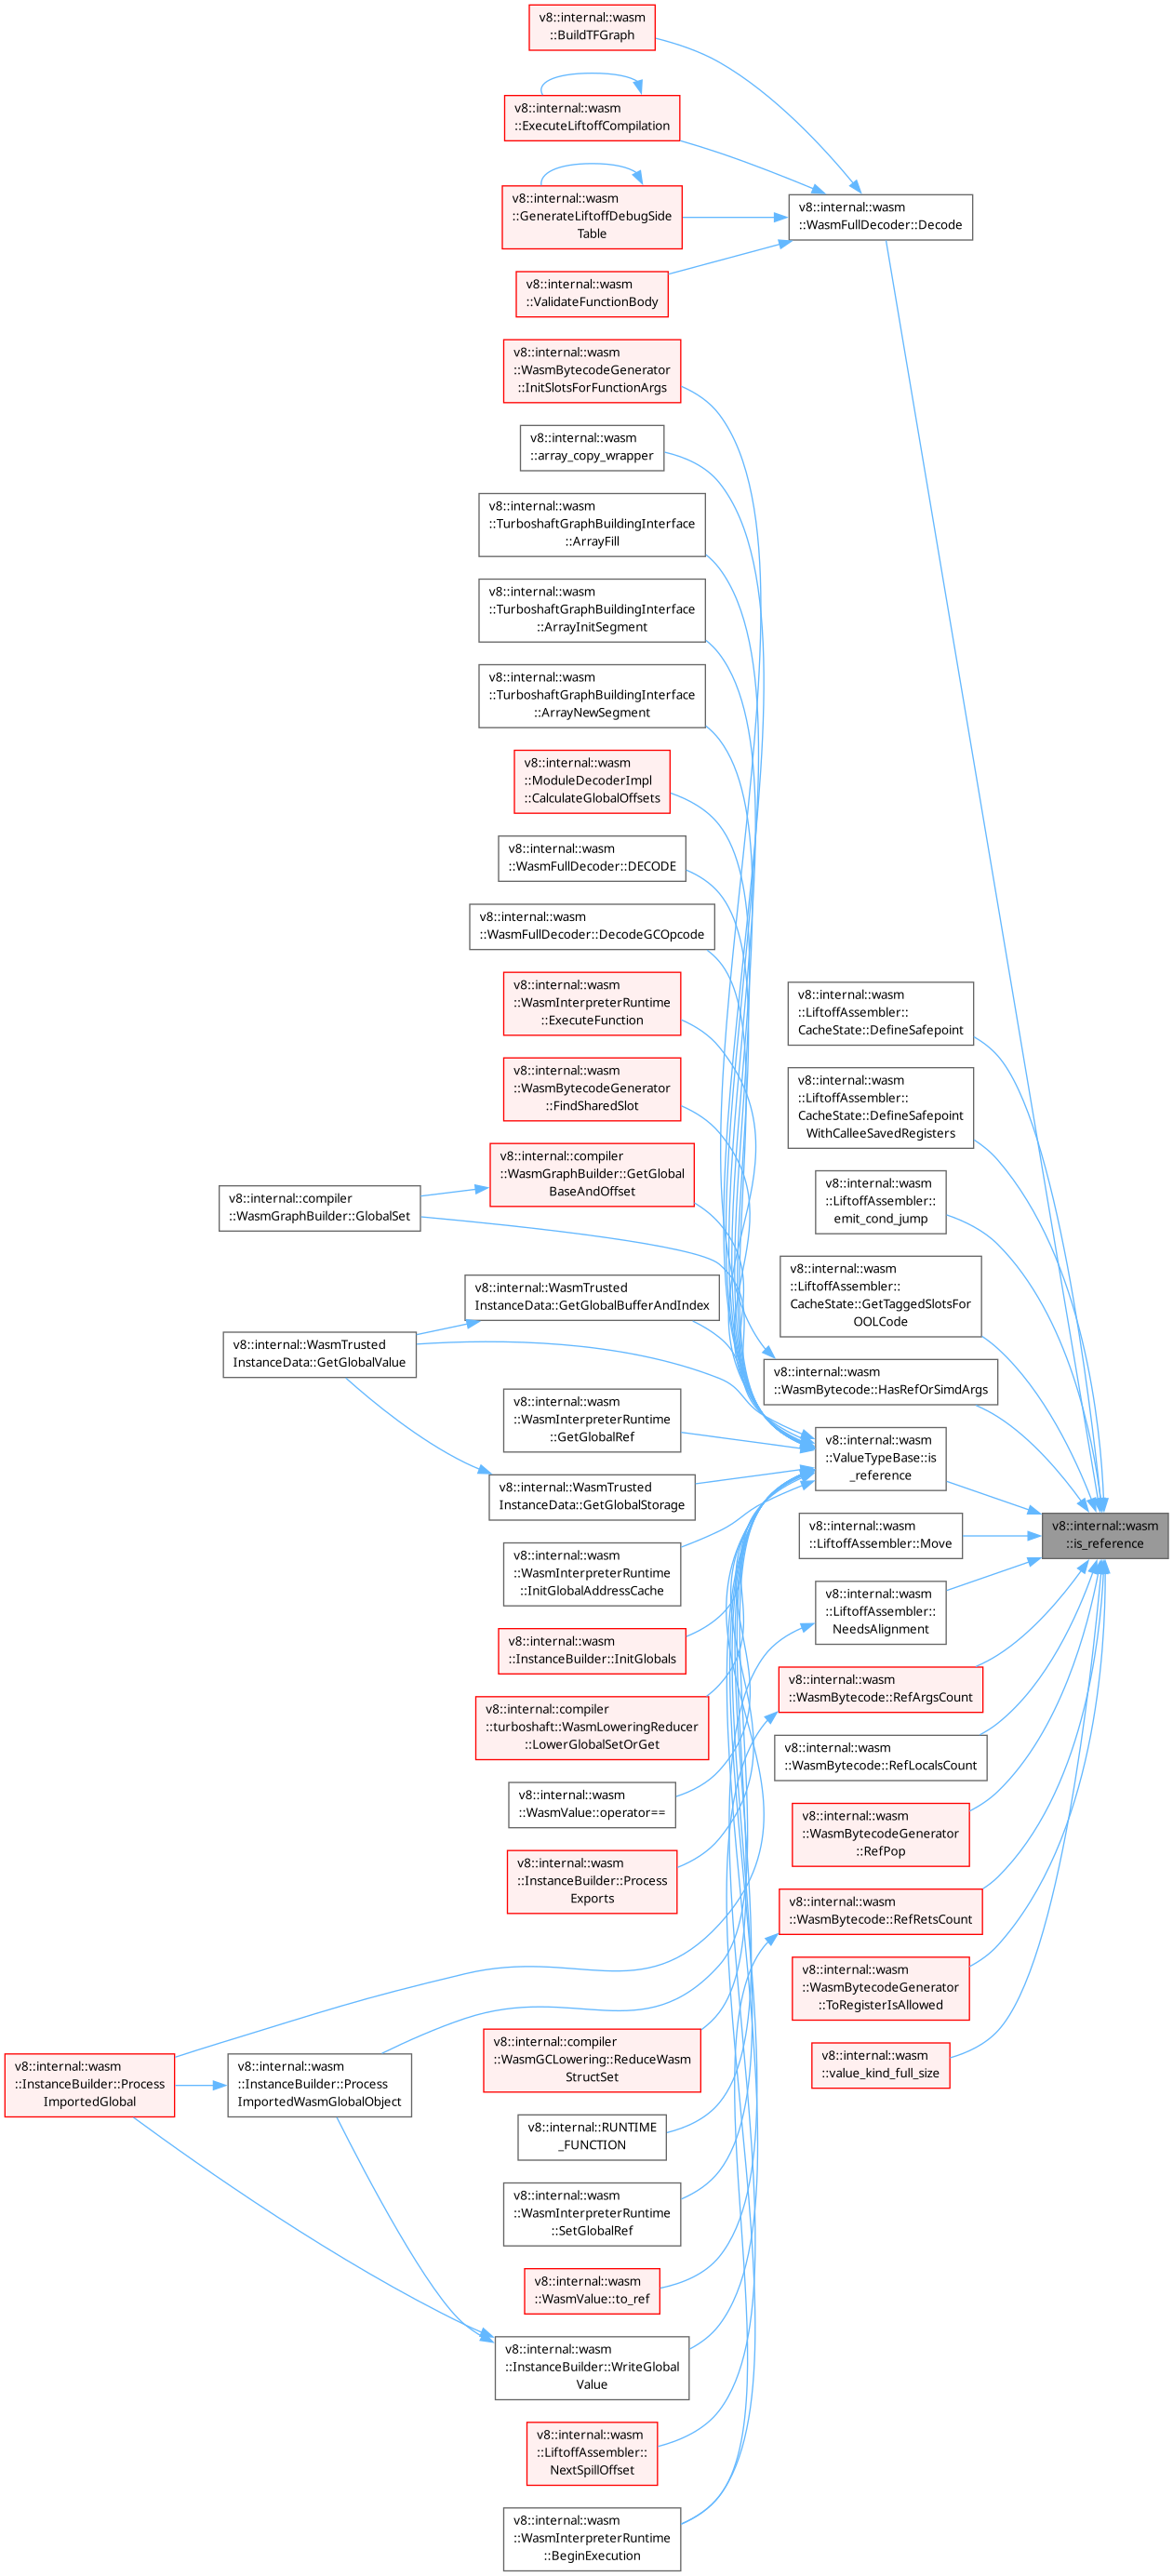 v8::internal::wasm
::BuildTFGraph
v8::internal::wasm
::ExecuteLiftoffCompilation
v8::internal::wasm
::GenerateLiftoffDebugSide
Table
v8::internal::wasm
::WasmFullDecoder::Decode
v8::internal::wasm
::ValidateFunctionBody
v8::internal::wasm
::WasmBytecodeGenerator
::InitSlotsForFunctionArgs
v8::internal::wasm
::array_copy_wrapper
v8::internal::wasm
::TurboshaftGraphBuildingInterface
::ArrayFill
v8::internal::wasm
::TurboshaftGraphBuildingInterface
::ArrayInitSegment
v8::internal::wasm
::TurboshaftGraphBuildingInterface
::ArrayNewSegment
v8::internal::wasm
::ModuleDecoderImpl
::CalculateGlobalOffsets
v8::internal::wasm
::WasmFullDecoder::DECODE
v8::internal::wasm
::WasmFullDecoder::DecodeGCOpcode
v8::internal::wasm
::WasmInterpreterRuntime
::ExecuteFunction
v8::internal::wasm
::LiftoffAssembler::
CacheState::DefineSafepoint
v8::internal::wasm
::WasmBytecodeGenerator
::FindSharedSlot
v8::internal::wasm
::LiftoffAssembler::
CacheState::DefineSafepoint
WithCalleeSavedRegisters
v8::internal::compiler
::WasmGraphBuilder::GetGlobal
BaseAndOffset
v8::internal::compiler
::WasmGraphBuilder::GlobalSet
v8::internal::wasm
::LiftoffAssembler::
emit_cond_jump
v8::internal::WasmTrusted
InstanceData::GetGlobalBufferAndIndex
v8::internal::wasm
::LiftoffAssembler::
CacheState::GetTaggedSlotsFor
OOLCode
v8::internal::WasmTrusted
InstanceData::GetGlobalValue
v8::internal::wasm
::WasmBytecode::HasRefOrSimdArgs
v8::internal::wasm
::WasmInterpreterRuntime
::GetGlobalRef
v8::internal::wasm
::ValueTypeBase::is
_reference
v8::internal::WasmTrusted
InstanceData::GetGlobalStorage
v8::internal::wasm
::LiftoffAssembler::Move
v8::internal::wasm
::is_reference
v8::internal::wasm
::WasmInterpreterRuntime
::InitGlobalAddressCache
v8::internal::wasm
::LiftoffAssembler::
NeedsAlignment
v8::internal::wasm
::InstanceBuilder::InitGlobals
v8::internal::wasm
::WasmBytecode::RefArgsCount
v8::internal::compiler
::turboshaft::WasmLoweringReducer
::LowerGlobalSetOrGet
v8::internal::wasm
::WasmBytecode::RefLocalsCount
v8::internal::wasm
::WasmValue::operator==
v8::internal::wasm
::WasmBytecodeGenerator
::RefPop
v8::internal::wasm
::InstanceBuilder::Process
Exports
v8::internal::wasm
::WasmBytecode::RefRetsCount
v8::internal::wasm
::WasmBytecodeGenerator
::ToRegisterIsAllowed
v8::internal::wasm
::value_kind_full_size
v8::internal::compiler
::WasmGCLowering::ReduceWasm
StructSet
v8::internal::wasm
::InstanceBuilder::Process
ImportedGlobal
v8::internal::wasm
::InstanceBuilder::Process
ImportedWasmGlobalObject
v8::internal::RUNTIME
_FUNCTION
v8::internal::wasm
::WasmInterpreterRuntime
::SetGlobalRef
v8::internal::wasm
::WasmValue::to_ref
v8::internal::wasm
::InstanceBuilder::WriteGlobal
Value
v8::internal::wasm
::LiftoffAssembler::
NextSpillOffset
v8::internal::wasm
::WasmInterpreterRuntime
::BeginExecution